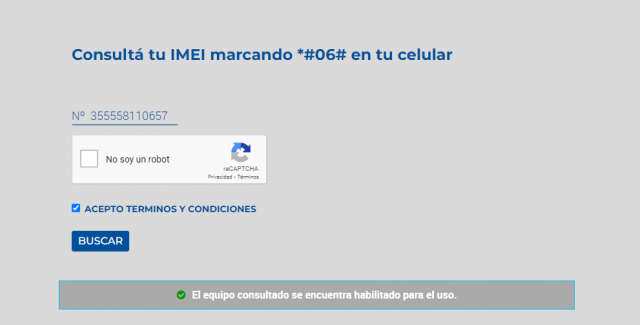 Consultá tu IMEI marcando *#06# en tu celular
Nº 355558110657
No soy un robot
reCAPTCHA
Privacidad - Términos
ACEPTO TERMINOS Y CONDICIONES
BUSCAR
El equipo consultado se encuentra habilitado para el uso.